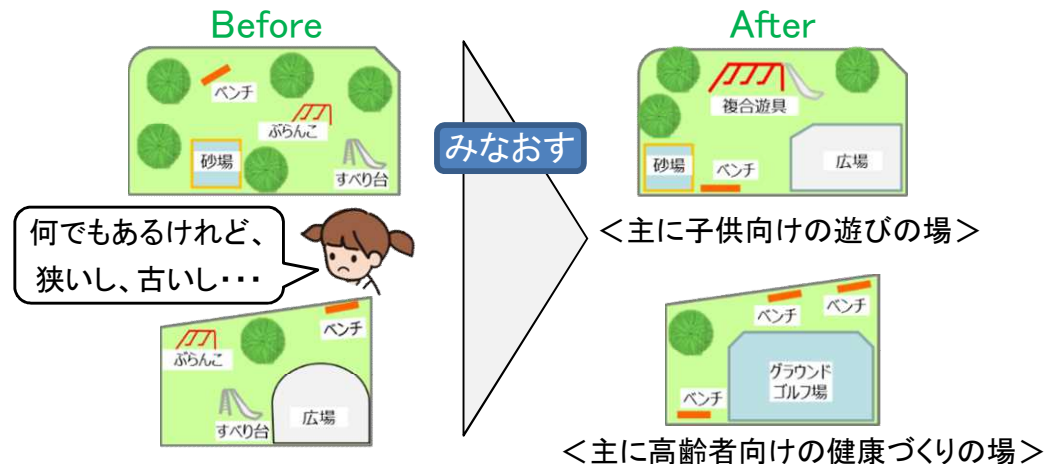 Before
ベンチ
ぶらんこ
砂場
すべり台
何でもあるけれど、
狭いし、古いし・・・
ベンチ
ぶらんこ
すべり台
広場
みなおす
After
複合遊具
砂場
ベンチ
広場
＜主に子供向けの遊びの場＞
ベンチ
ベンチ
グラウンド
ゴルフ場
ベンチ
＜主に高齢者向けの健康づくりの場＞